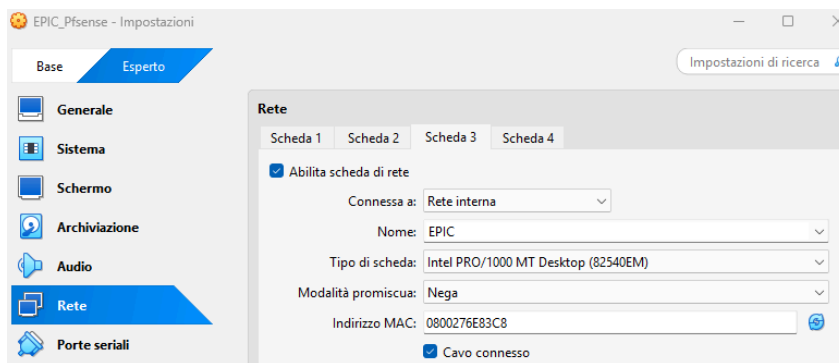 EPIC_Pfsense - Impostazioni
Base Esperto Impostazioni di ricerca
Generale
Sistema
Schermo
Archiviazione
Audio
Rete
Porte seriali
Rete
Scheda 1 Scheda 2 Scheda 3 Scheda 4
Abilita scheda di rete
Connessa a: Rete interna
Nome: EPIC
Tipo di scheda: Intel PRO/1000 MT Desktop (82540EM)
Modalità promiscua: Nega
Indirizzo MAC: 0800276E83C8
Cavo connesso